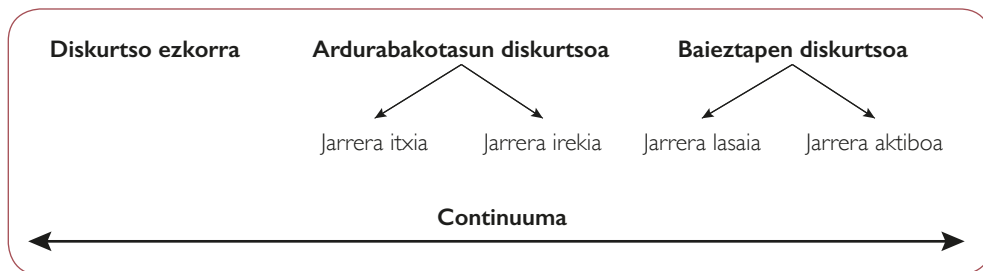 Diskurtso ezkorra Ardurabakotasun diskurtsoa Baieztapen diskurtsoa
Jarrera itxia Jarrera irekia Jarrera lasaia Jarrera aktiboa
Continuuma